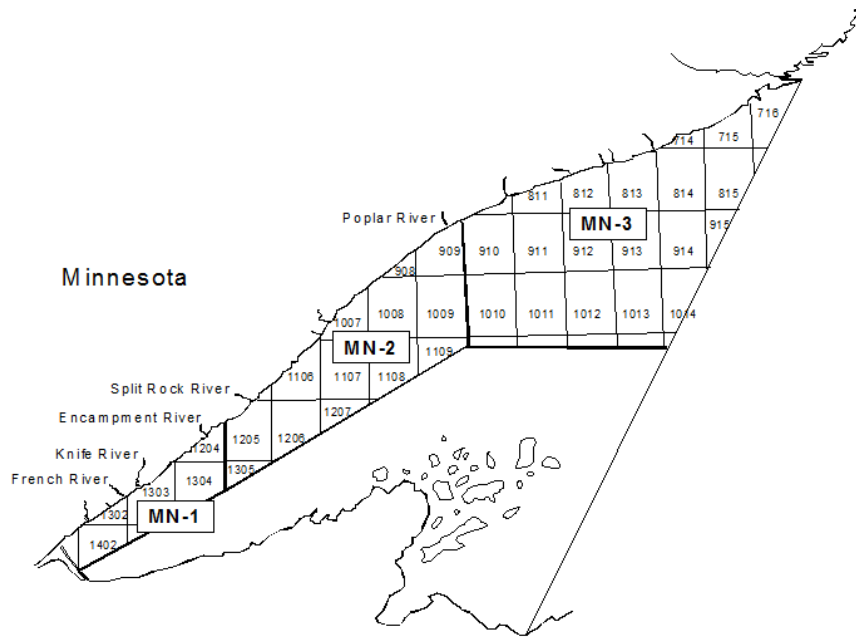 716
714 715
811 812 813 814 815
Poplar River
MN-3
915
909 910 911 912 913 914
908
Minnesota
1007 1008 1009 1010 1011 1012 1013 1014
MN-2
1109
1106 1107 1108
Split Rock River
1207
Encampment River
1204 1205 1206
Knife River
1305
French River
1303 1304
1302
MN-1
1402